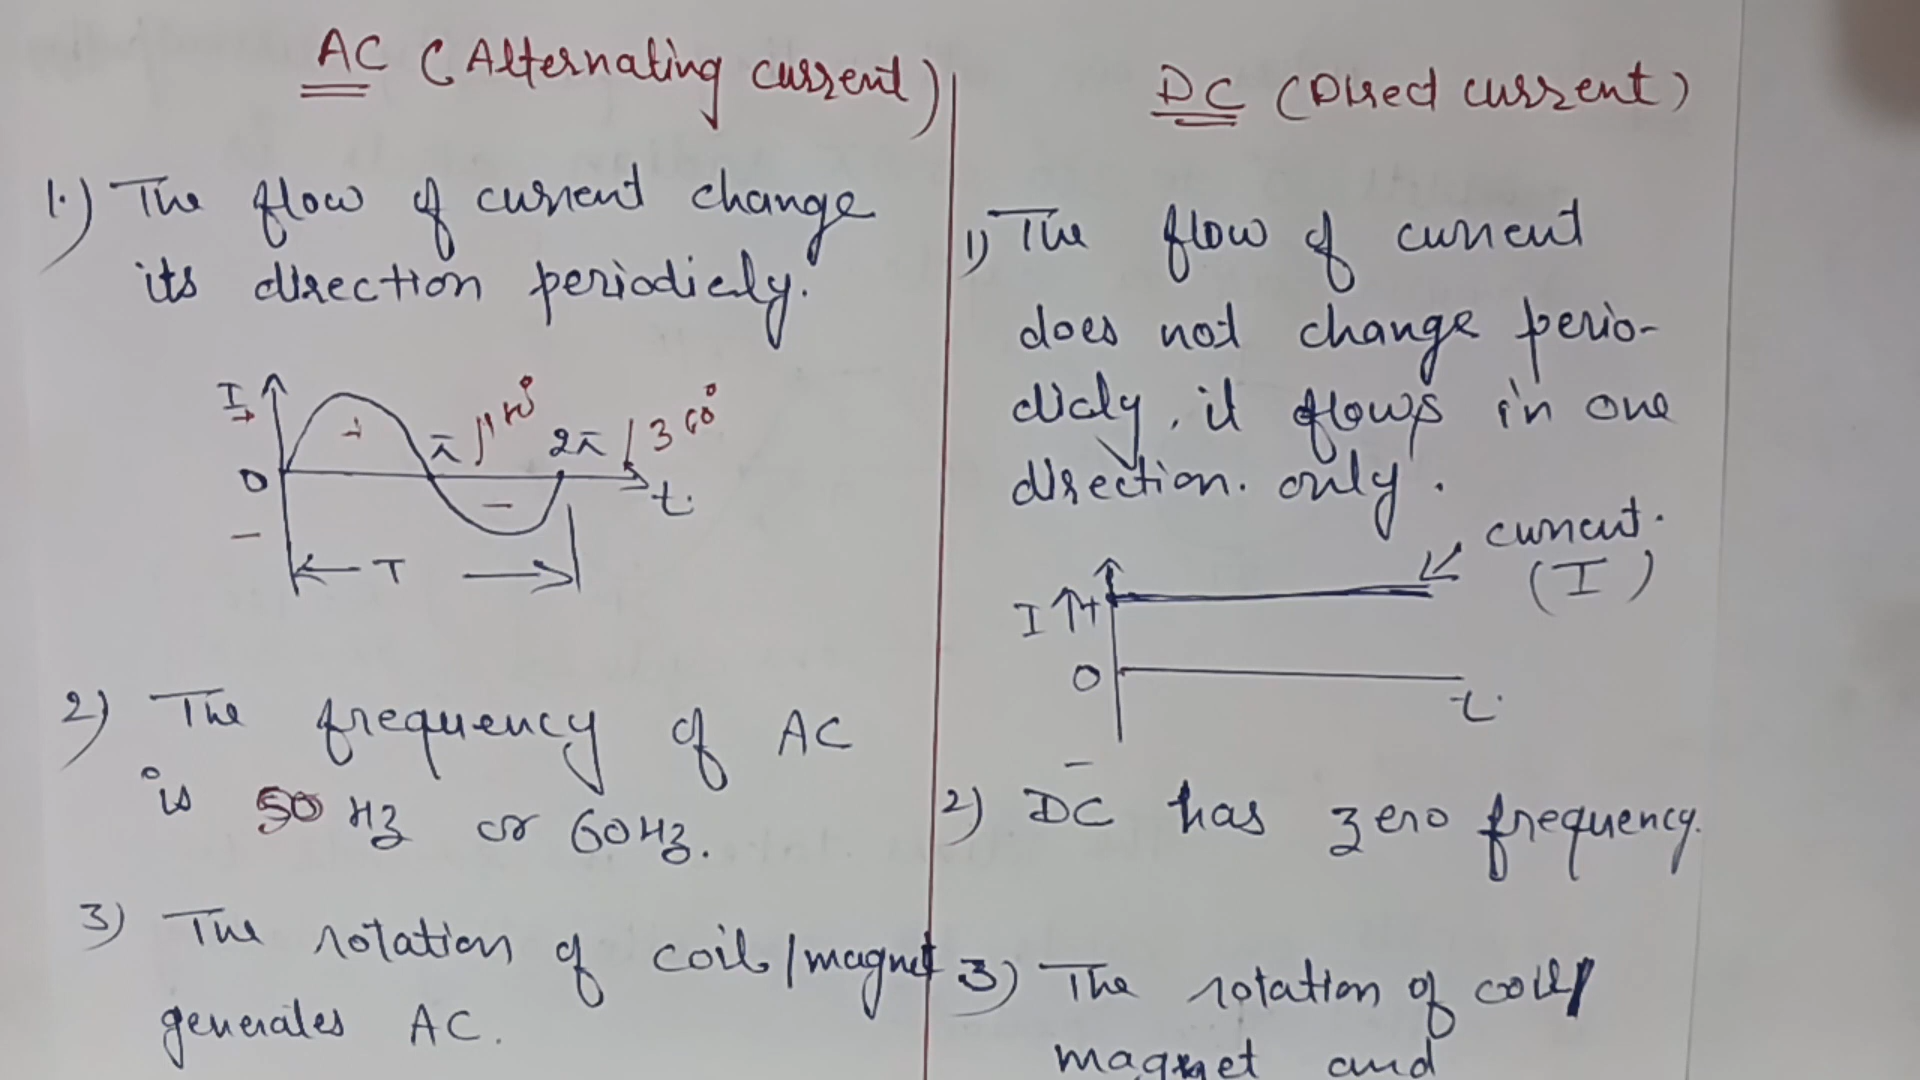 AC (Alternating current)
1.) The flow of current change
its direction periodicly.
I
+
π / 180°
2π / 360°
0
t.
-
-
T
2) The frequency of AC
is 50 Hz or 60Hz.
3) The rotation of coil/magnet
generates AC.
DC (Direct current)
1) The flow of current
does not change perio-
dicly, it flows in one
direction. only.
current.
(I)
I ↑+
0
t.
-
2) DC has zero frequency.
3) The rotation of coil/
magnet and